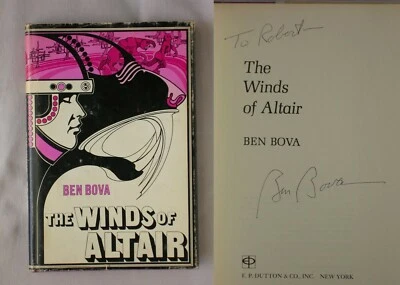 BEN BOVA
THE WINDS OF
ALTAIR
To Robert
The
Winds
of Altair
BEN BOVA
Ben Bova
E. P. DUTTON & CO., INC. NEW YORK